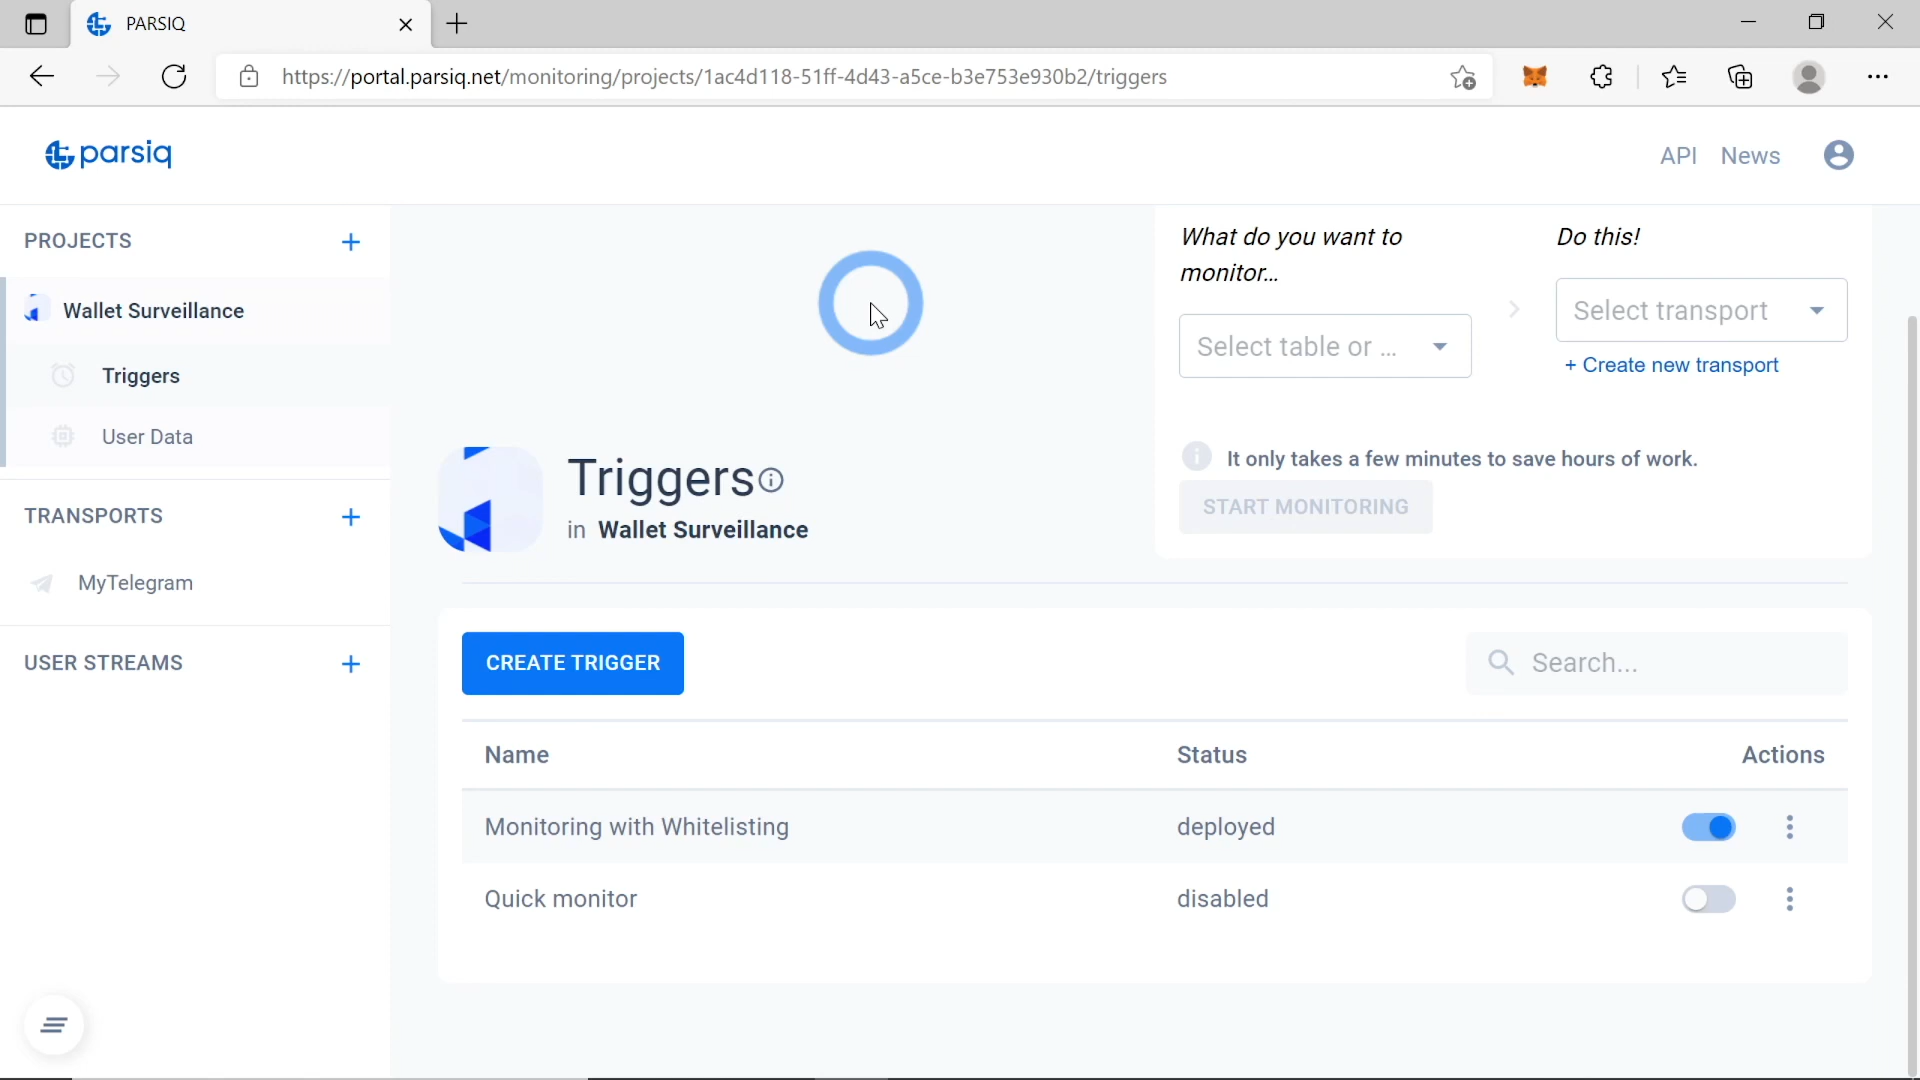 PARSIQ
https://portal.parsiq.net/monitoring/projects/1ac4d118-51ff-4d43-a5ce-b3e753e930b2/triggers
parsiq
API News
PROJECTS
Wallet Surveillance
Triggers
User Data
TRANSPORTS
MyTelegram
USER STREAMS
What do you want to
monitor...
Select table or ...
Do this!
Select transport
+ Create new transport
It only takes a few minutes to save hours of work.
START MONITORING
Triggers
in Wallet Surveillance
CREATE TRIGGER
Search...
Name Status Actions
Monitoring with Whitelisting deployed
Quick monitor disabled